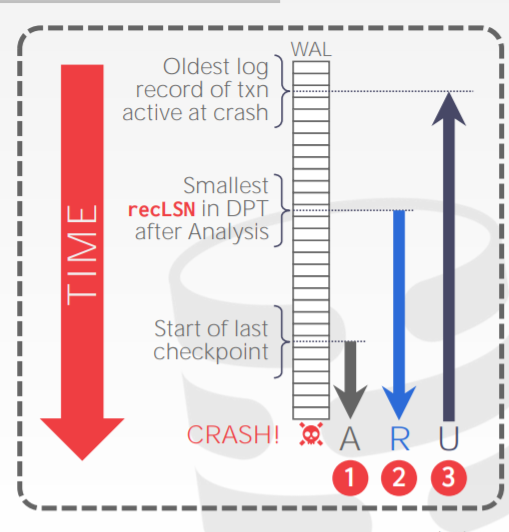 WAL
Oldest log
record of txn
active at crash
Smallest
recLSN in DPT
after Analysis
TIME
Start of last
checkpoint
CRASH! A R U
1 2 3